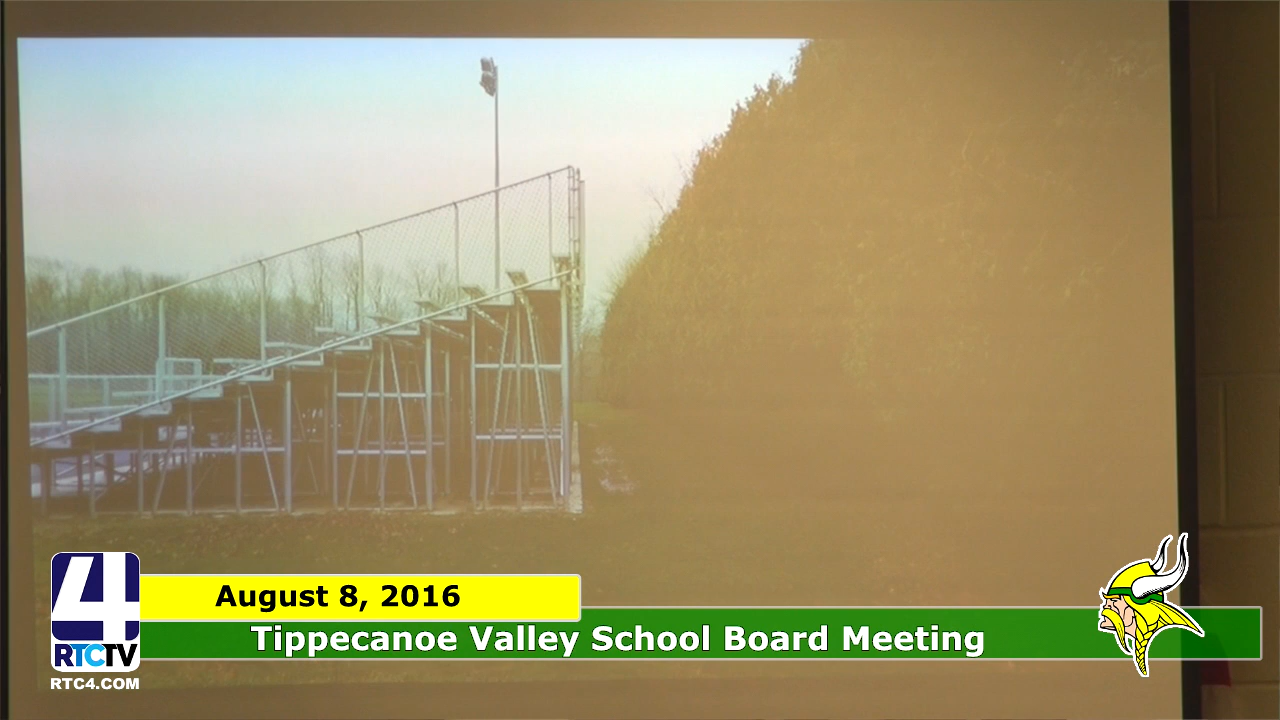 August 8, 2016
Tippecanoe Valley School Board Meeting
4
RTCTV
RTC4.COM